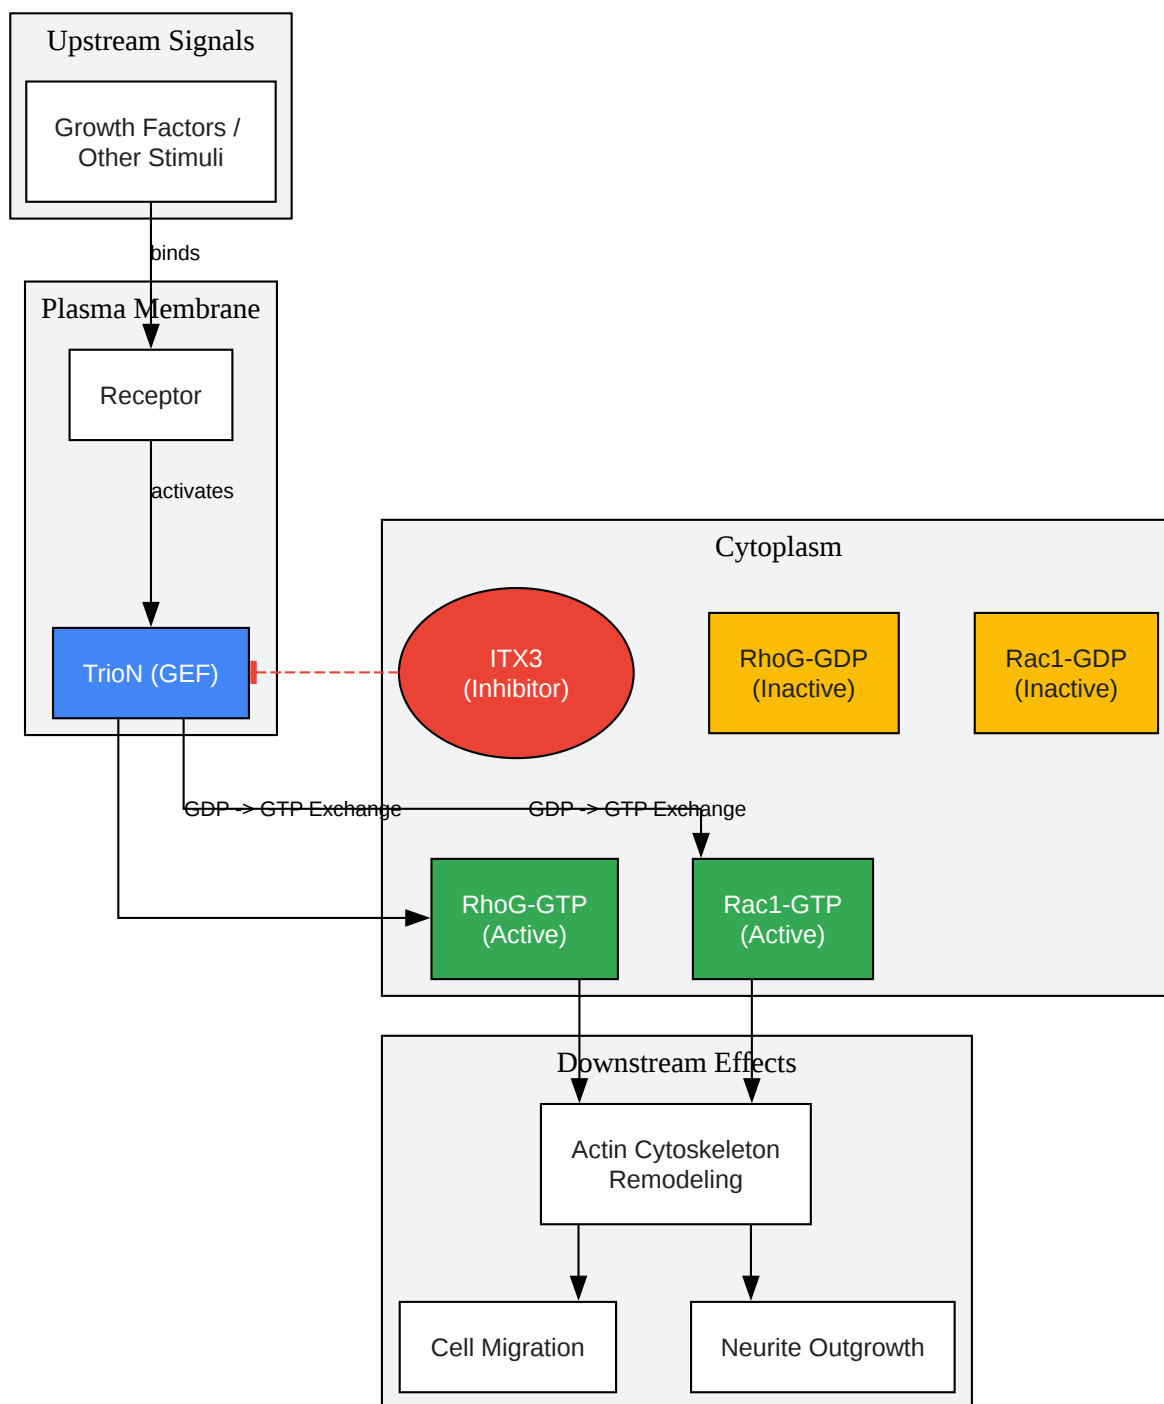 Upstream Signals
Growth Factors /
Other Stimuli
binds
Plasma Membrane
Receptor
activates
Cytoplasm
TrioN (GEF)
ITX3
(Inhibitor)
RhoG-GDP
(Inactive)
Rac1-GDP
(Inactive)
GDP -> GTP Exchange
GDP -> GTP Exchange
RhoG-GTP
(Active)
Rac1-GTP
(Active)
Downstream Effects
Actin Cytoskeleton
Remodeling
Cell Migration
Neurite Outgrowth